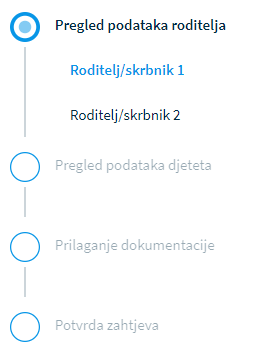 Pregled podataka roditelja
Roditelj/skrbnik 1
Roditelj/skrbnik 2
Pregled podataka djeteta
Prilaganje dokumentacije
Potvrda zahtjeva